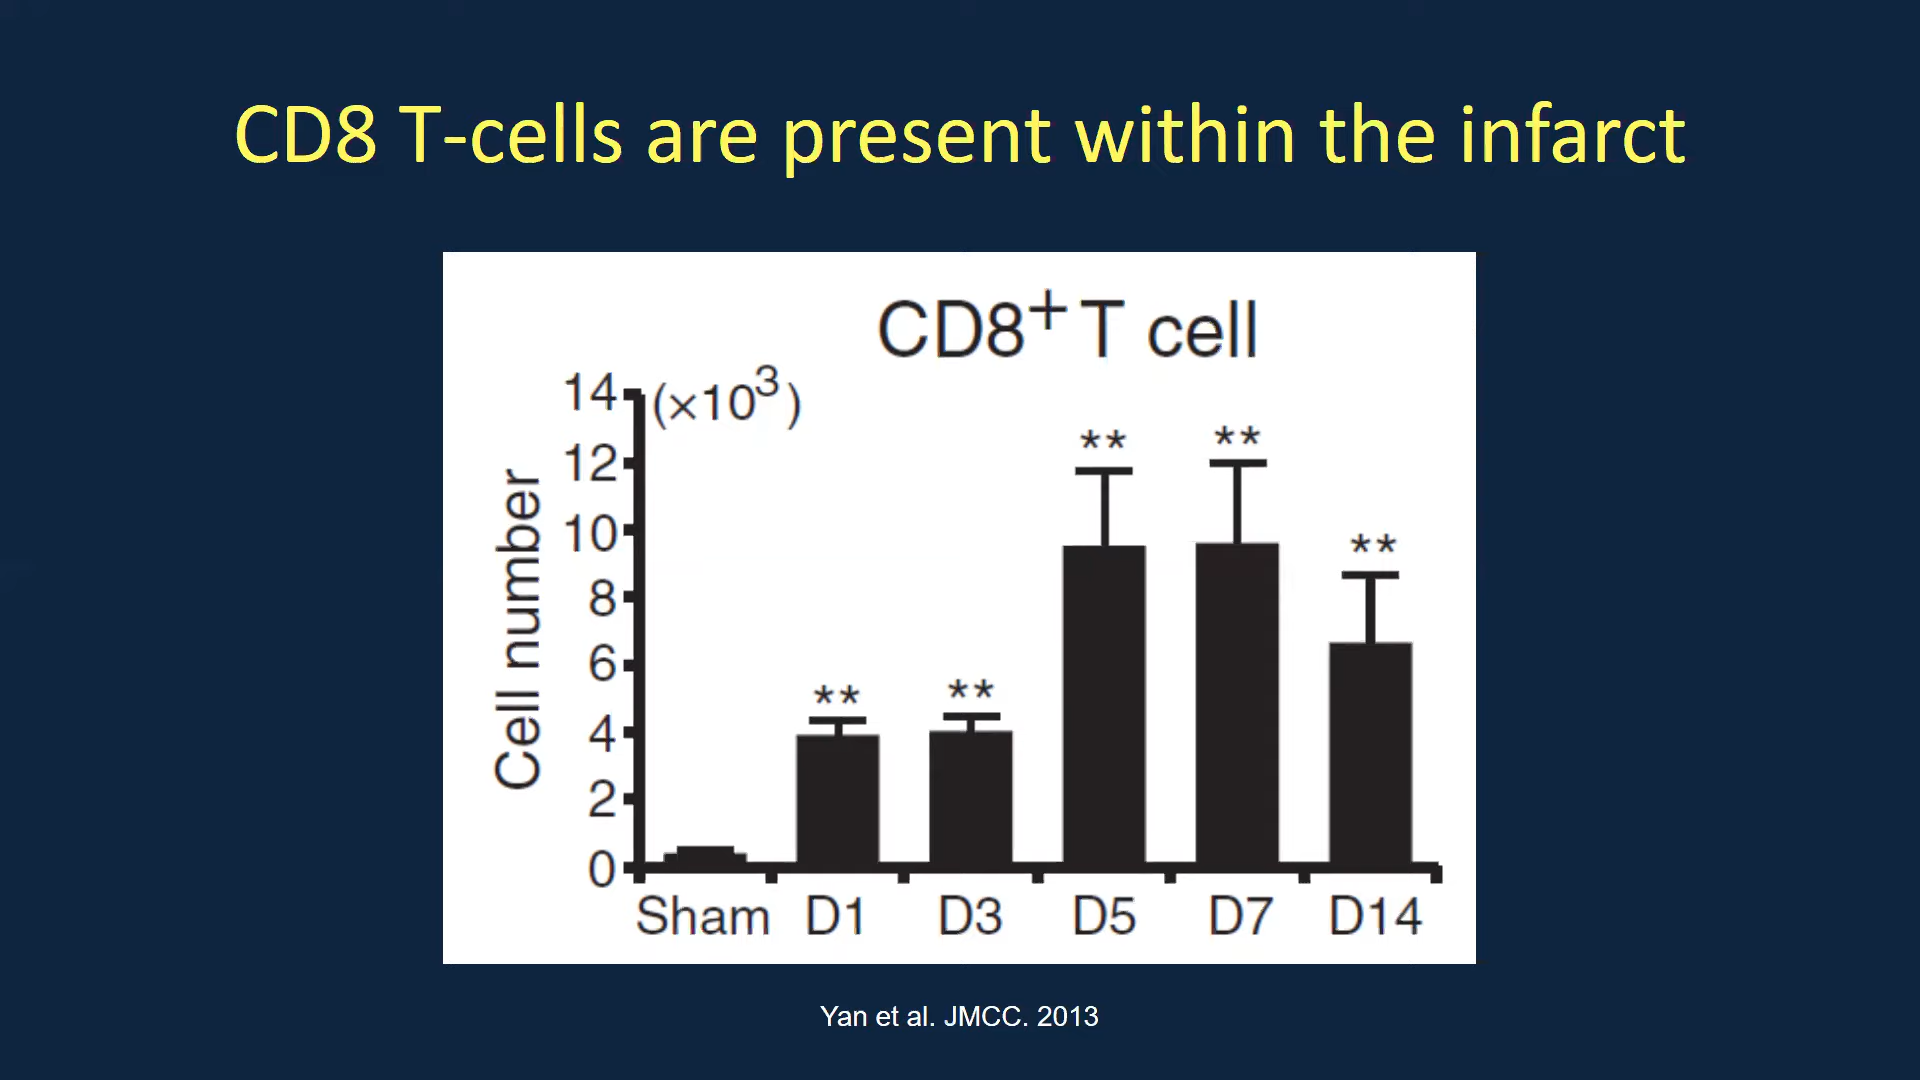 CD8 T-cells are present within the infarct
CD8⁺ T cell
(×10³)
Cell number
14
12
10
8
6
4
2
0
Sham D1 D3 D5 D7 D14
** ** ** ** **
Yan et al. JMCC. 2013